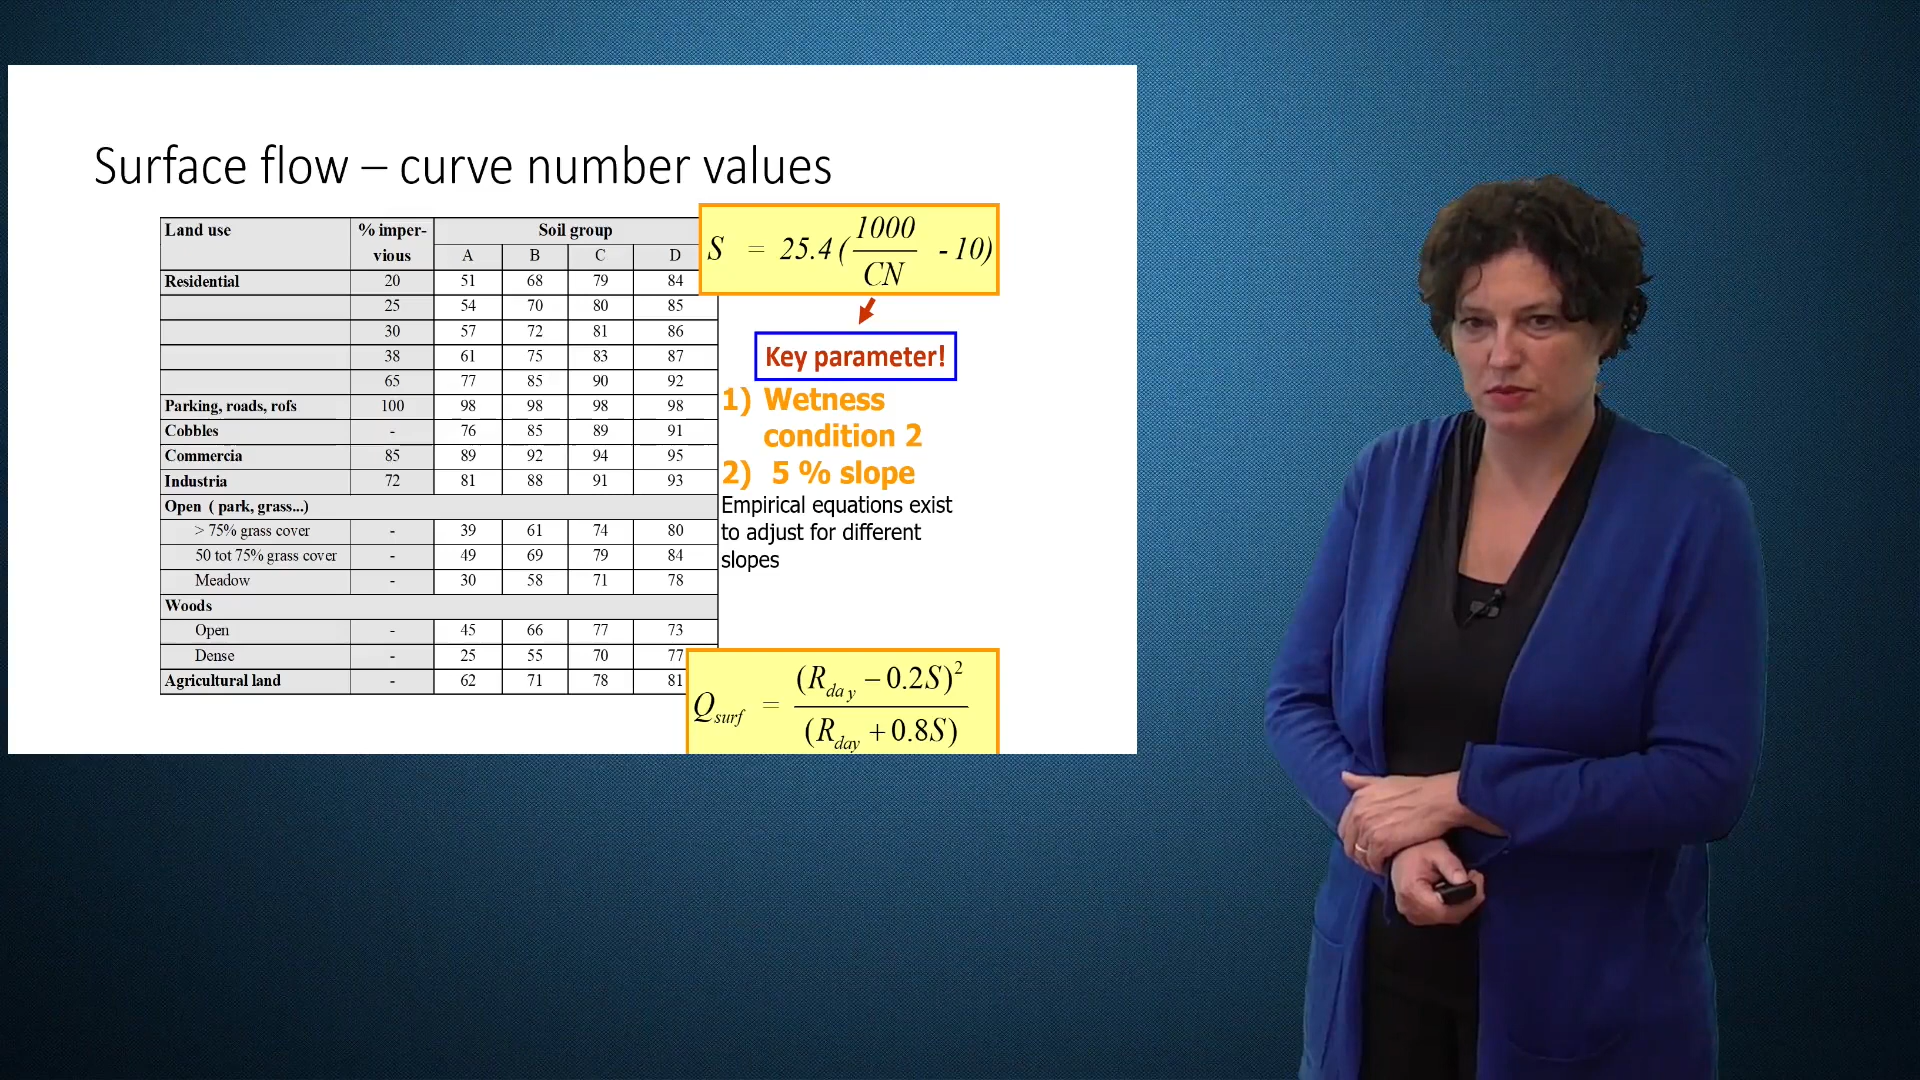 Surface flow – curve number values
Land use % imper- vious Soil group
A B C D
Residential 20 51 68 79 84
25 54 70 80 85
30 57 72 81 86
38 61 75 83 87
65 77 85 90 92
Parking, roads, rofs 100 98 98 98 98
Cobbles - 76 85 89 91
Commercia 85 89 92 94 95
Industria 72 81 88 91 93
Open ( park, grass...)
> 75% grass cover - 39 61 74 80
50 tot 75% grass cover - 49 69 79 84
Meadow - 30 58 71 78
Woods
Open - 45 66 77 73
Dense - 25 55 70 77
Agricultural land - 62 71 78 81
S = 25.4 (1000/CN - 10)
Key parameter!
1) Wetness
condition 2
2) 5 % slope
Empirical equations exist
to adjust for different
slopes
Qsurf = (Rday − 0.2S)²/(Rday + 0.8S)